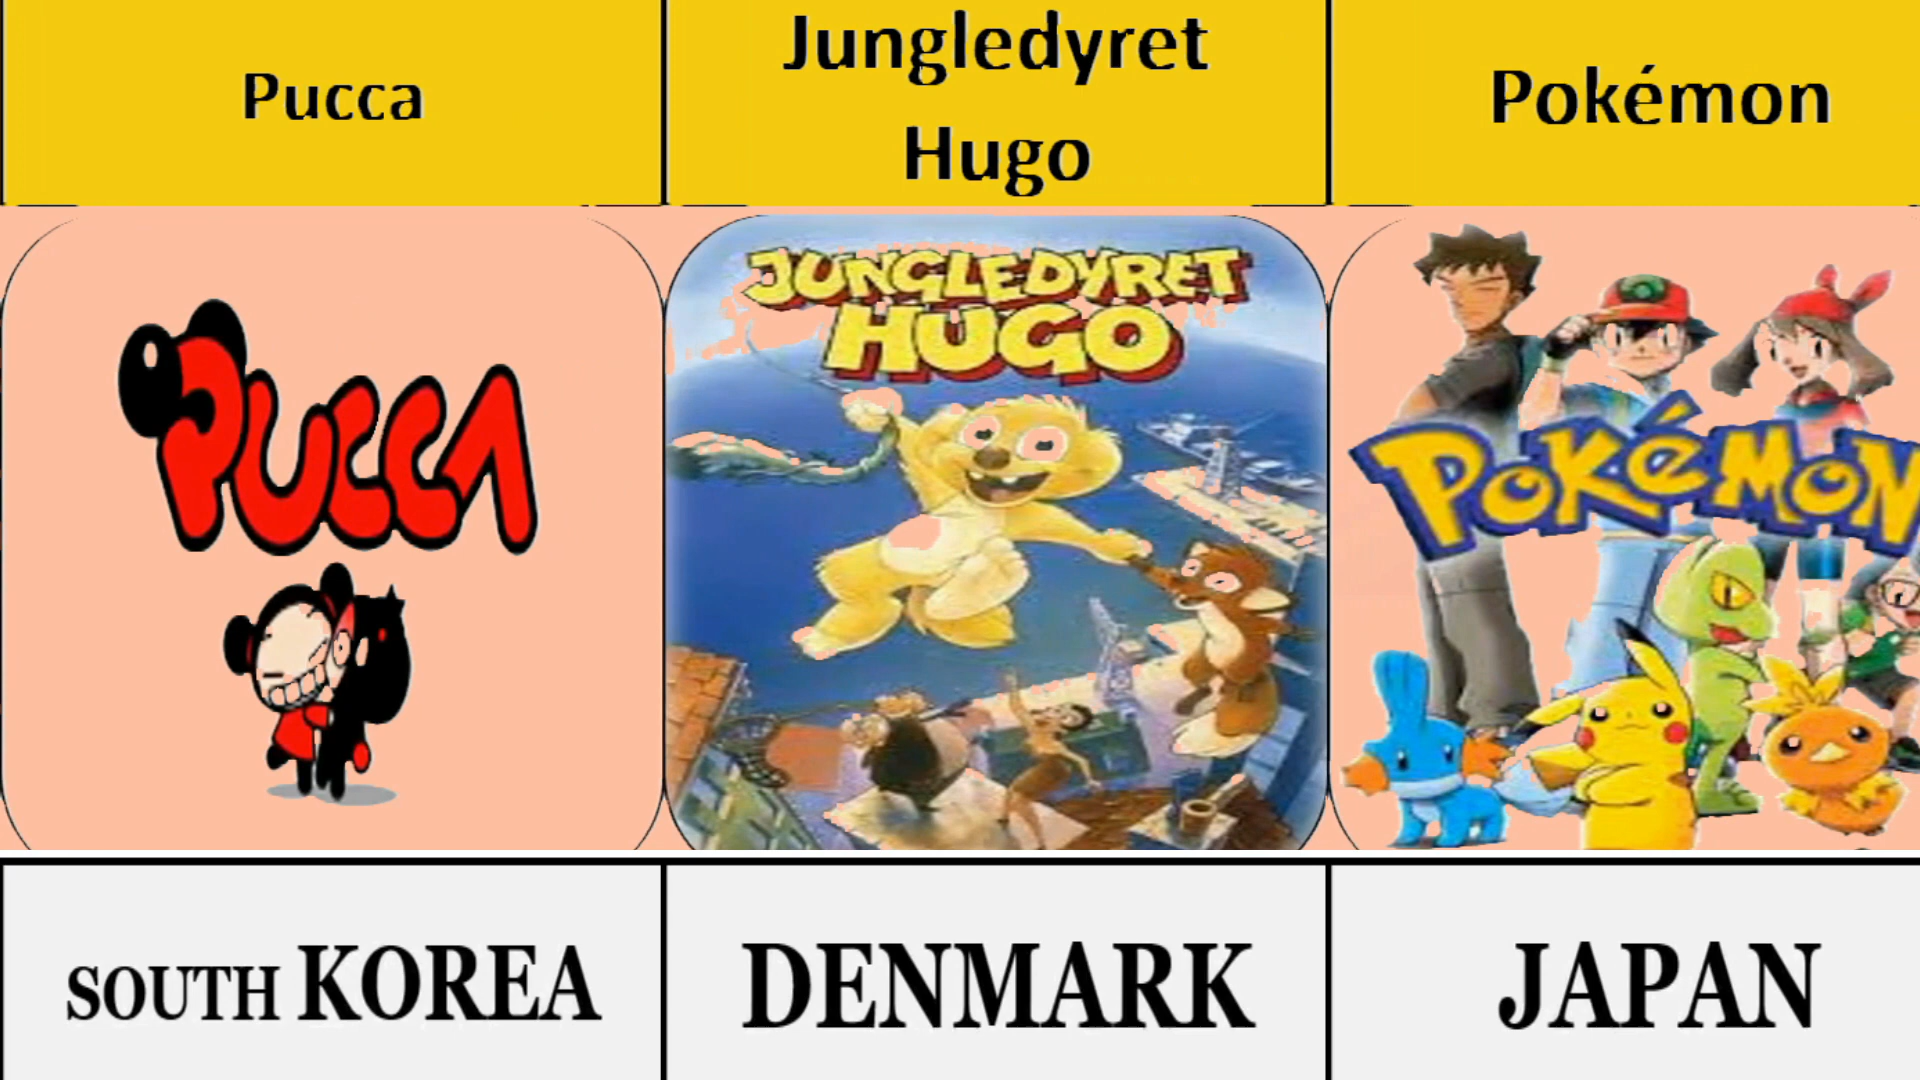 Pucca
Jungledyret
Hugo
Pokémon
PUCCA
JUNGLEDYRET
HUGO
POKéMON
SOUTH KOREA
DENMARK
JAPAN